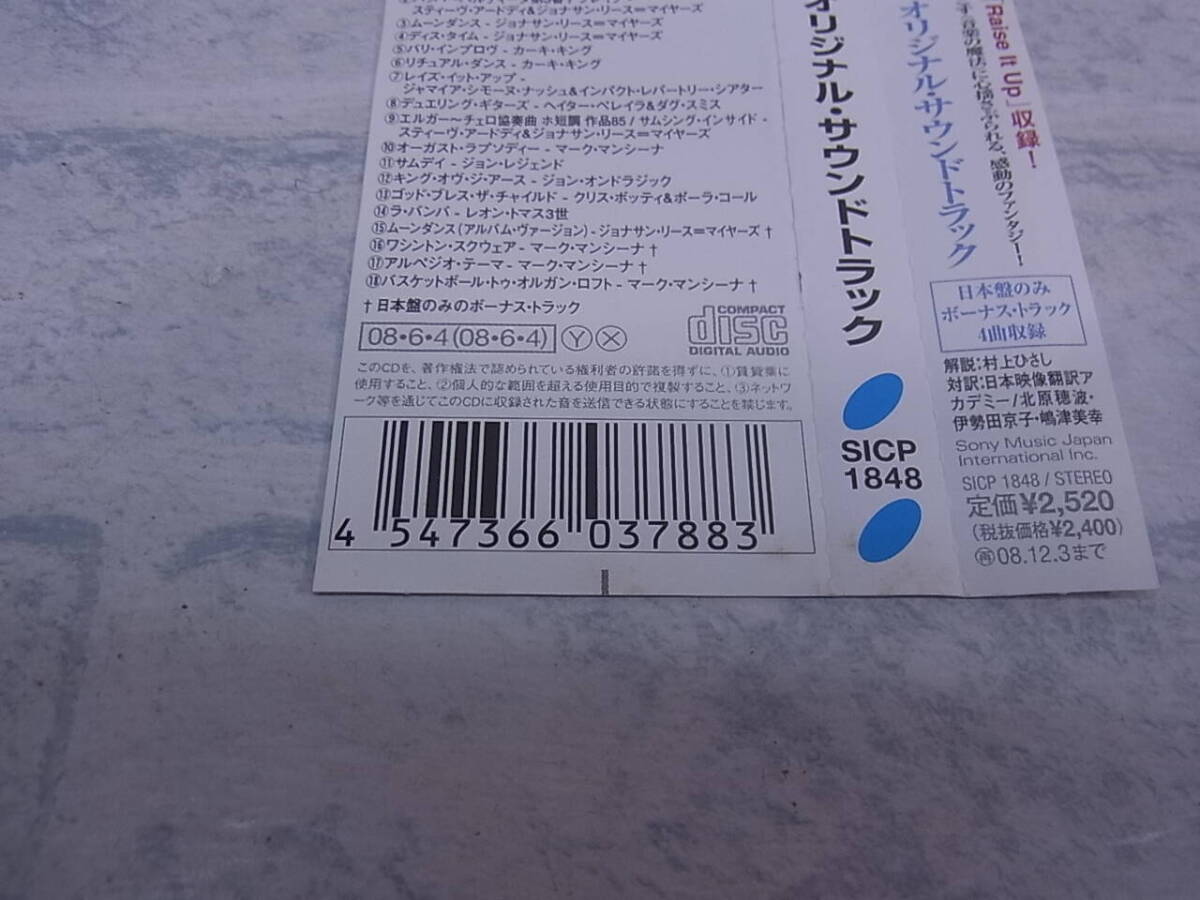 スティーヴ・アードディ&ジョナサン・リース=マイヤーズ
③ムーンダンス - ジョナサン・リース=マイヤーズ
④ディス・タイム - ジョナサン・リース=マイヤーズ
⑤バリ・インプロヴ - カーキ・キング
⑥リチュアル・ダンス - カーキ・キング
⑦レイズ・イット・アップ -
ジャマイア・シモーヌ・ナッシュ&インパクト・レパートリー・シアター
⑧デュエリング・ギターズ - ヘイター・ペレイラ&ダグ・スミス
⑨エルガー〜チェロ協奏曲 ホ短調 作品85 / サムシング・インサイド -
スティーヴ・アードディ&ジョナサン・リース=マイヤーズ
⑩オーガスト・ラプソディー - マーク・マンシーナ
⑪サムデイ - ジョン・レジェンド
⑫キング・オヴ・ジ・アース - ジョン・オンドラジック
⑬ゴッド・ブレス・ザ・チャイルド - クリス・ボッティ&ポーラ・コール
⑭ラ・バンバ - レオン・トマス3世
⑮ムーンダンス(アルバム・ヴァージョン) - ジョナサン・リース=マイヤーズ †
⑯ワシントン・スクウェア - マーク・マンシーナ †
⑰アルペジオ・テーマ - マーク・マンシーナ †
⑱バスケットボール・トゥ・オルガン・ロフト - マーク・マンシーナ †
† 日本盤のみのボーナス・トラック
08・6・4(08・6・4) Ⓨ Ⓧ
COMPACT
disc
DIGITAL AUDIO
このCDを、著作権法で認められている権利者の許諾を得ずに、①賃貸業に
使用すること、②個人的な範囲を超える使用目的で複製すること、③ネットワ
ーク等を通じてこのCDに収録された音を送信できる状態にすることを禁じます。
4 547366 037883
オリジナル・サウンドトラック
SICP
1848
「Raise It Up」収録!
音楽の魔法に心揺さぶられる、感動のファンタジー!
オリジナル・サウンドトラック
日本盤のみ
ボーナス・トラック
4曲収録
解説:村上ひさし
対訳:日本映像翻訳ア
カデミー/北原穂波・
伊勢田京子・嶋津美幸
Sony Music Japan
International Inc.
SICP 1848 / STEREO
定価¥2,520
(税抜価格¥2,400)
㊢08.12.3まで